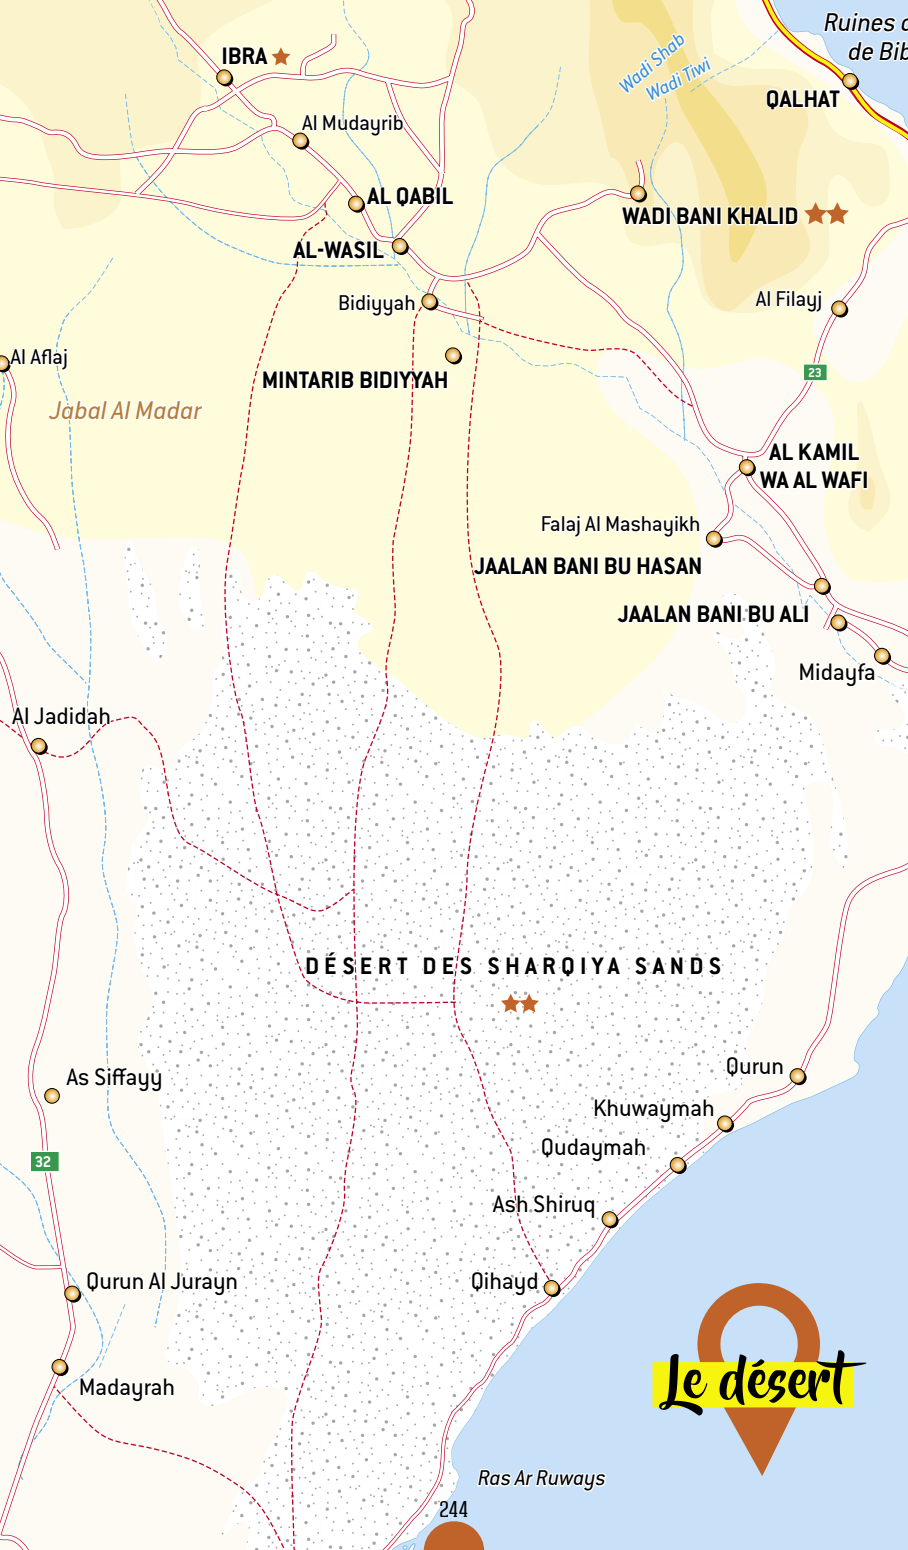 Ruines
de Bib
IBRA
Wadi Shab
Wadi Tiwi
QALHAT
Al Mudayrib
AL QABIL
WADI BANI KHALID
AL-WASIL
Al Filayj
Bidiyyah
Al Aflaj
23
MINTARIB BIDIYYAH
Jabal Al Madar
AL KAMIL
WA AL WAFI
Falaj Al Mashayikh
JAALAN BANI BU HASAN
JAALAN BANI BU ALI
Midayfa
Al Jadidah
DÉSERT DES SHARQIYA SANDS
Qurun
As Siffayy
Khuwaymah
Qudaymah
32
Ash Shiruq
Qihayd
Qurun Al Jurayn
Le désert
Madayrah
Ras Ar Ruways
244